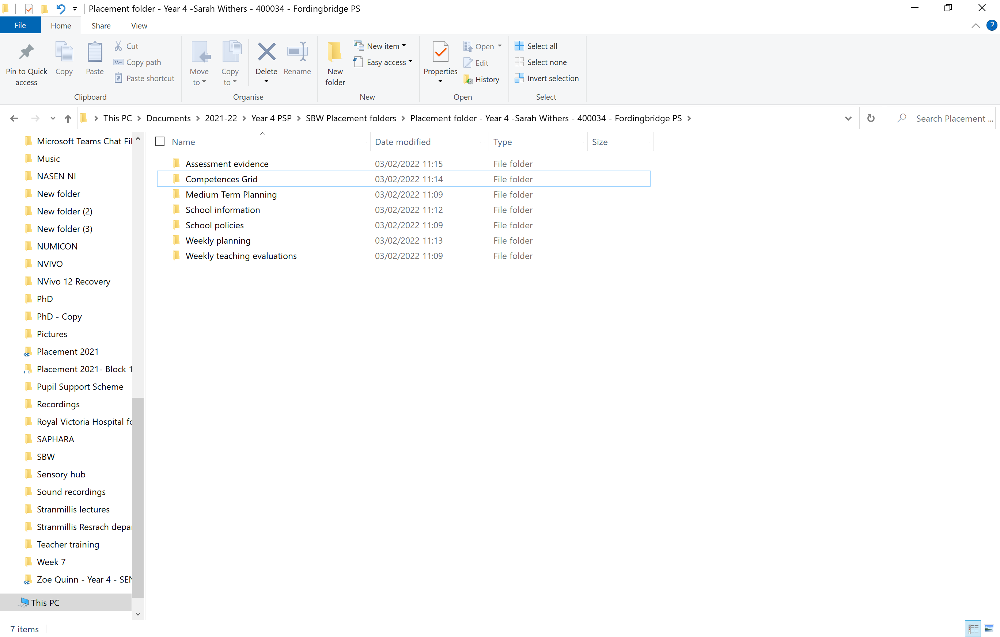 Placement folder - Year 4 -Sarah Withers - 400034 - Fordingbridge PS
File Home Share View
Pin to Quick access
Copy
Paste
Cut
Copy path
Paste shortcut
Clipboard
Move to
Copy to
Delete
Rename
Organise
New folder
New item
Easy access
New
Properties
Open
Edit
History
Open
Select all
Select none
Invert selection
Select
This PC > Documents > 2021-22 > Year 4 PSP > SBW Placement folders > Placement folder - Year 4 -Sarah Withers - 400034 - Fordingbridge PS >
Search Placement ...
Microsoft Teams Chat Fil
Music
NASEN NI
New folder
New folder (2)
New folder (3)
NUMICON
NVIVO
NVivo 12 Recovery
PhD
PhD - Copy
Pictures
Placement 2021
Placement 2021- Block 1
Pupil Support Scheme
Recordings
Royal Victoria Hospital fo
SAPHARA
SBW
Sensory hub
Sound recordings
Stranmillis lectures
Stranmillis Resrach depa
Teacher training
Week 7
Zoe Quinn - Year 4 - SEN
This PC
Name Date modified Type Size
Assessment evidence 03/02/2022 11:15 File folder
Competences Grid 03/02/2022 11:14 File folder
Medium Term Planning 03/02/2022 11:09 File folder
School information 03/02/2022 11:12 File folder
School policies 03/02/2022 11:09 File folder
Weekly planning 03/02/2022 11:13 File folder
Weekly teaching evaluations 03/02/2022 11:09 File folder
7 items